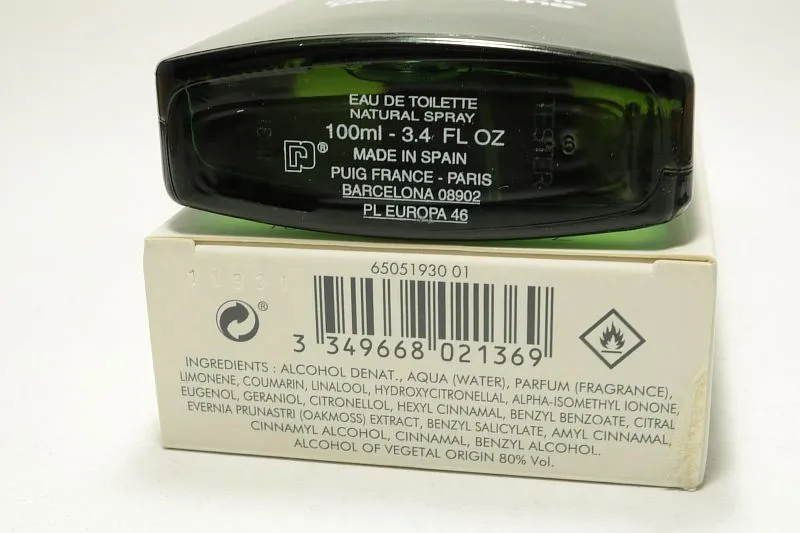 EAU DE TOILETTE
NATURAL SPRAY
100ml - 3.4 FL OZ
MADE IN SPAIN
PUIG FRANCE - PARIS
BARCELONA 08902
PL EUROPA 46
®
TESTER
65051930 01
®
3 349668 021369
INGREDIENTS : ALCOHOL DENAT., AQUA (WATER), PARFUM (FRAGRANCE),
LIMONENE, COUMARIN, LINALOOL, HYDROXYCITRONELLAL, ALPHA-ISOMETHYL IONONE,
EUGENOL, GERANIOL, CITRONELLOL, HEXYL CINNAMAL, BENZYL BENZOATE, CITRAL
EVERNIA PRUNASTRI (OAKMOSS) EXTRACT, BENZYL SALICYLATE, AMYL CINNAMAL,
CINNAMYL ALCOHOL, CINNAMAL, BENZYL ALCOHOL.
ALCOHOL OF VEGETAL ORIGIN 80% Vol.